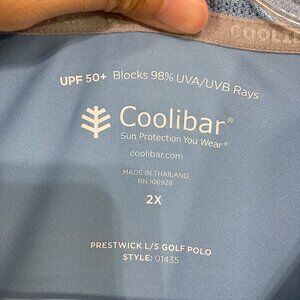 COOLIBAR
UPF 50+ Blocks 98% UVA/UVB Rays
Coolibar®
Sun Protection You Wear®
coolibar.com
MADE IN THAILAND
RN 106928
2X
PRESTWICK L/S GOLF POLO
STYLE: 01435